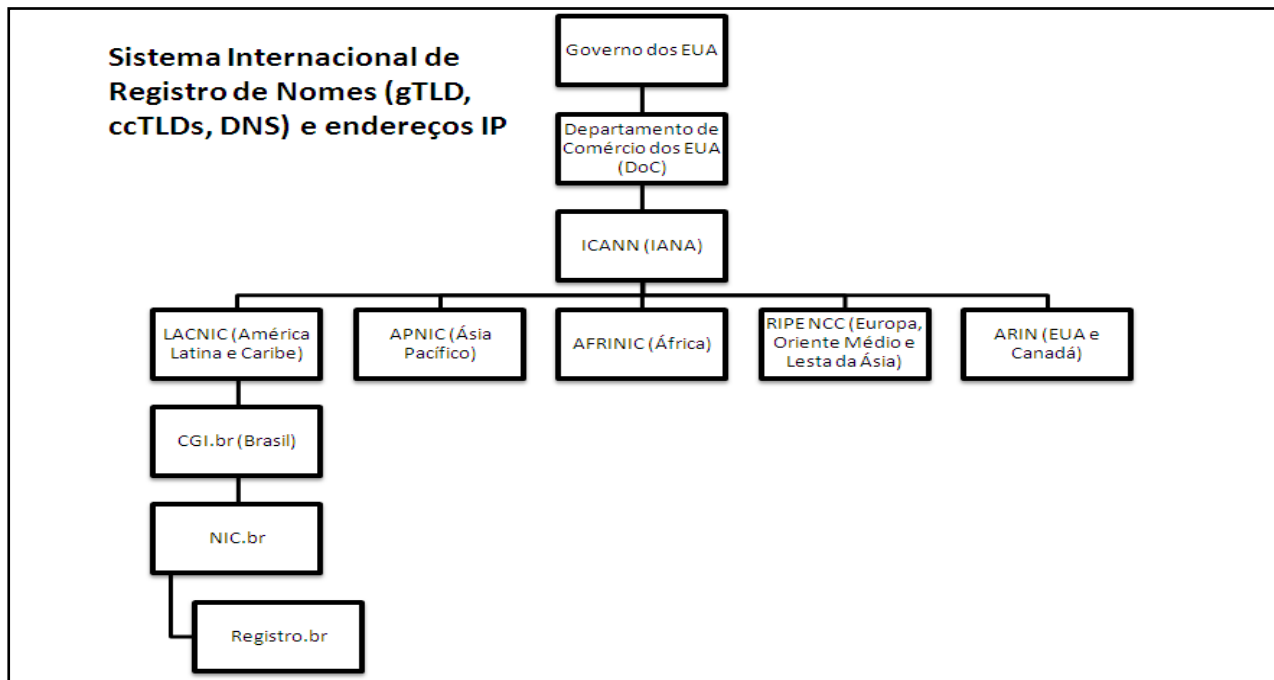 Sistema Internacional de
Registro de Nomes (gTLD,
ccTLDs, DNS) e endereços IP
Governo dos EUA
Departamento de
Comércio dos EUA
(DoC)
ICANN (IANA)
LACNIC (América
Latina e Caribe)
APNIC (Ásia
Pacífico)
AFRINIC (África)
RIPE NCC (Europa,
Oriente Médio e
Lesta da Ásia)
ARIN (EUA e
Canadá)
CGI.br (Brasil)
NIC.br
Registro.br